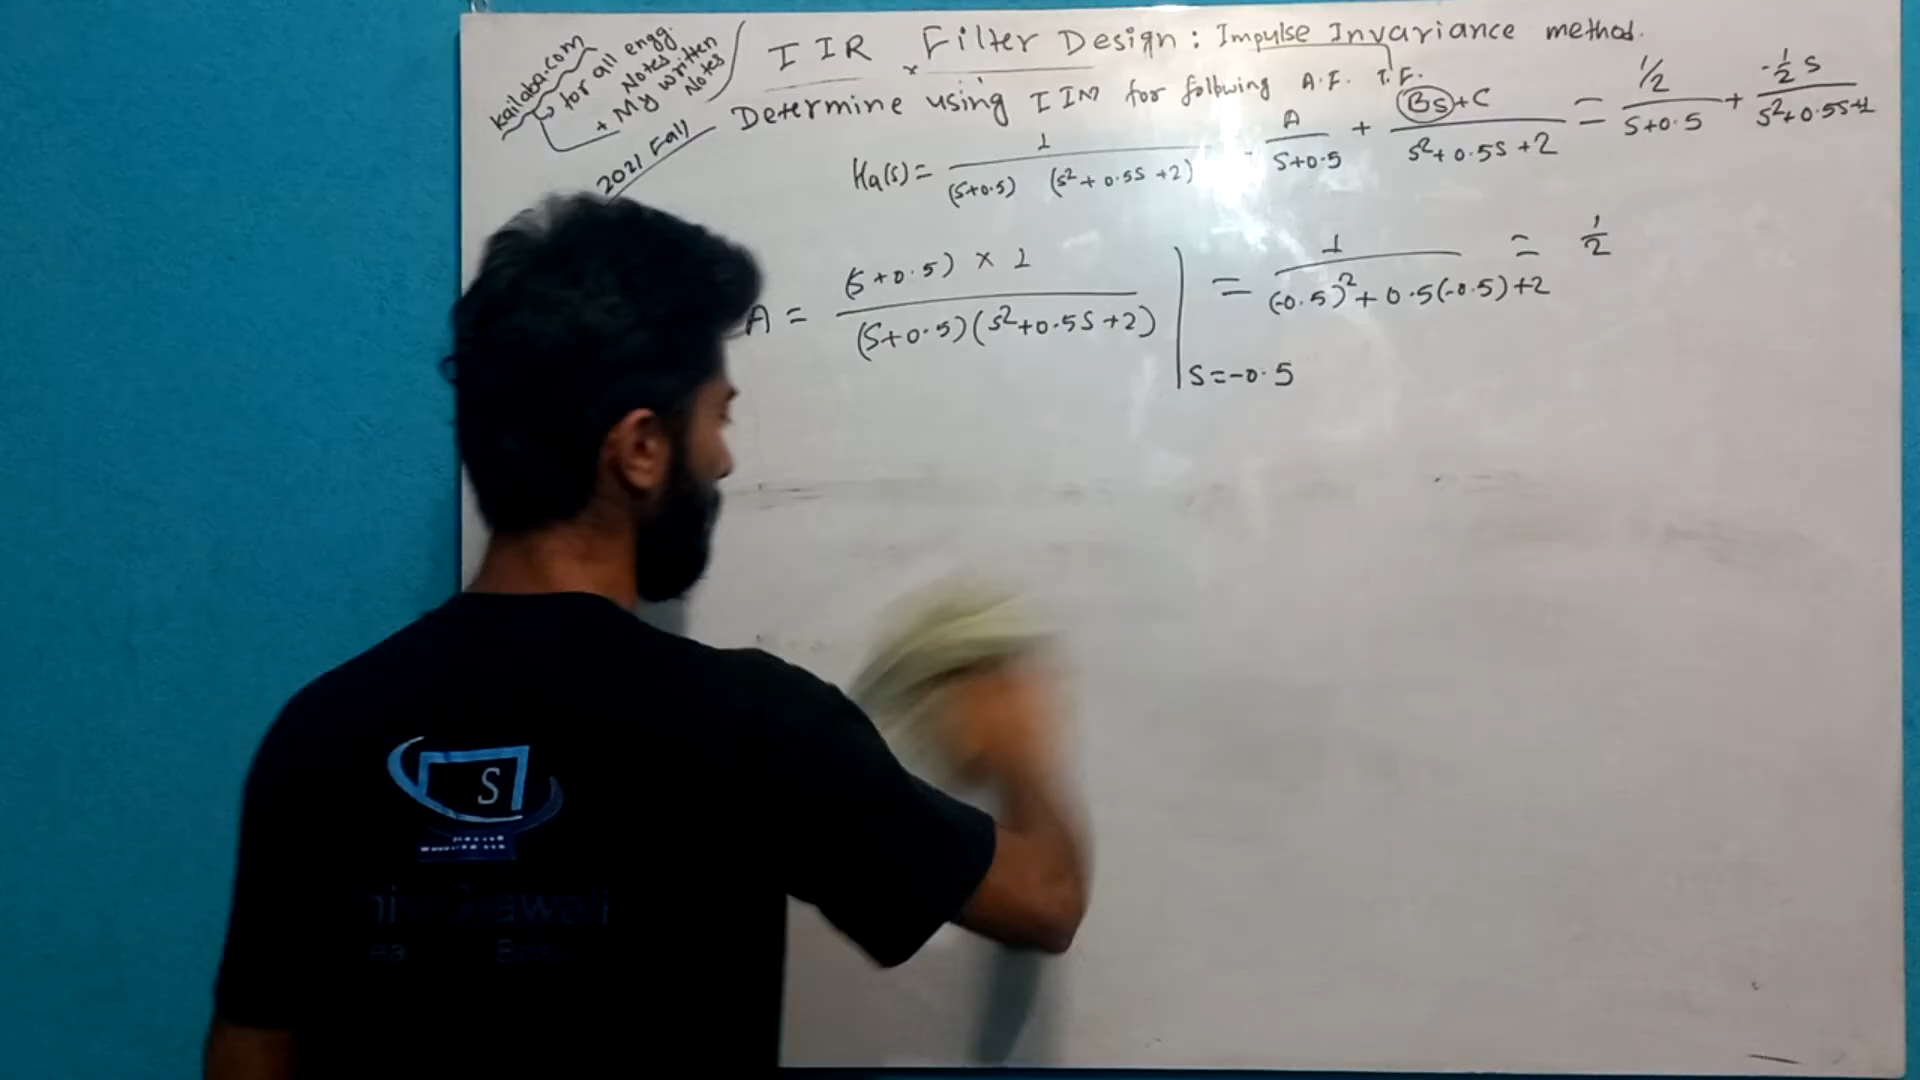 kailaba.com
for all engg.
Notes
+ My written
Notes
2021 Fall
IIR Filter Design: Impulse Invariance method.
Determine using IIM for following A.F. T.F.
Ha(s) = 1 / (s+0.5) (s²+0.5s+2) = A / s+0.5 + Bs+C / s²+0.5s+2 = 1/2 / s+0.5 + -1/2 s / s²+0.5s+2
A = (s+0.5) × 1 / (s+0.5)(s²+0.5s+2) | s=-0.5 = 1 / (-0.5)²+0.5(-0.5)+2 = 1/2
S